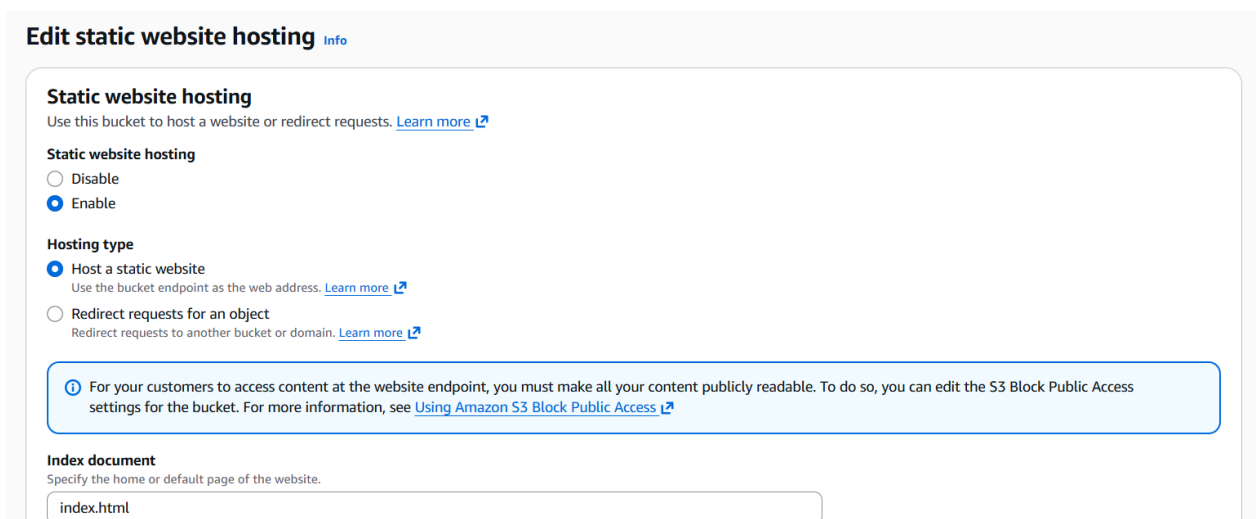 Edit static website hosting Info
Static website hosting
Use this bucket to host a website or redirect requests. Learn more
Static website hosting
Disable
Enable
Hosting type
Host a static website
Use the bucket endpoint as the web address. Learn more
Redirect requests for an object
Redirect requests to another bucket or domain. Learn more
For your customers to access content at the website endpoint, you must make all your content publicly readable. To do so, you can edit the S3 Block Public Access
settings for the bucket. For more information, see Using Amazon S3 Block Public Access
Index document
Specify the home or default page of the website.
index.html